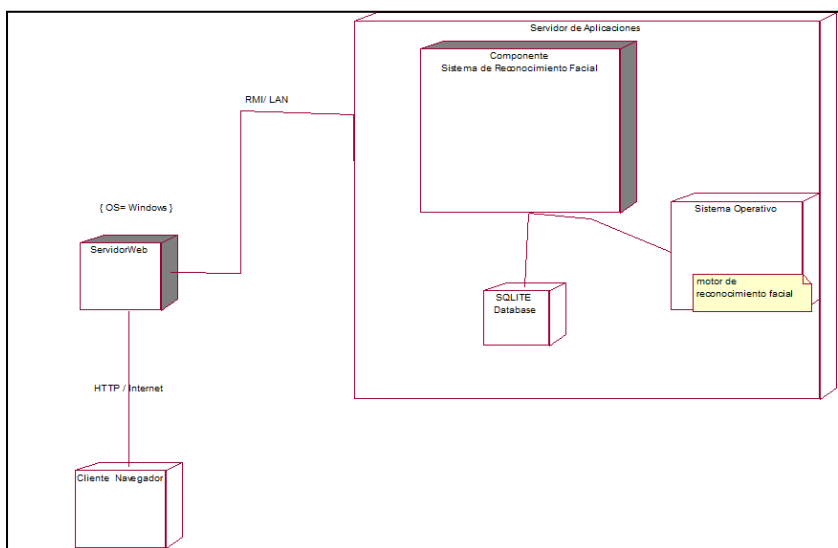 Servidor de Aplicaciones
Componente
Sistema de Reconocimiento Facial
RMI/ LAN
{ OS= Windows }
ServidorWeb
Sistema Operativo
motor de
reconocimiento facial
SQLITE
Database
HTTP / Internet
Cliente Navegador